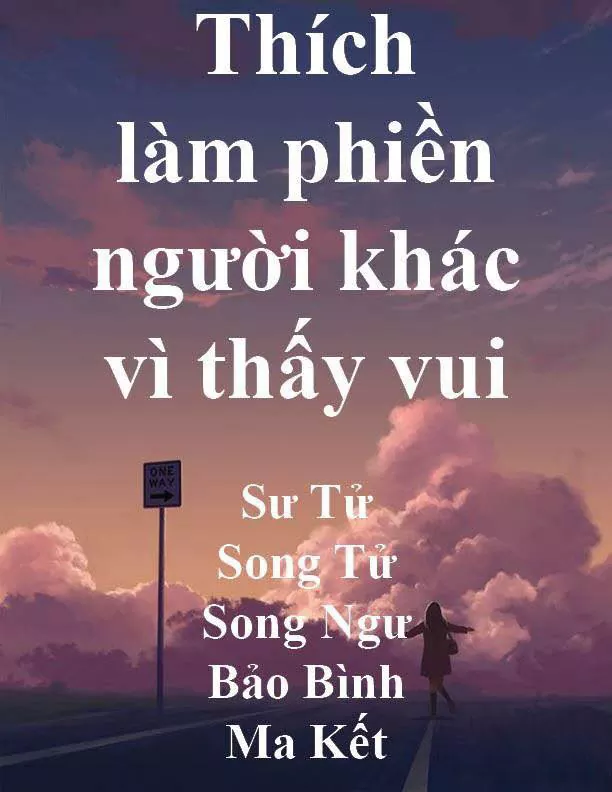 Thích
làm phiền
người khác
vì thấy vui
ONE
WAY
Sư Tử
Song Tử
Song Ngư
Bảo Bình
Ma Kết